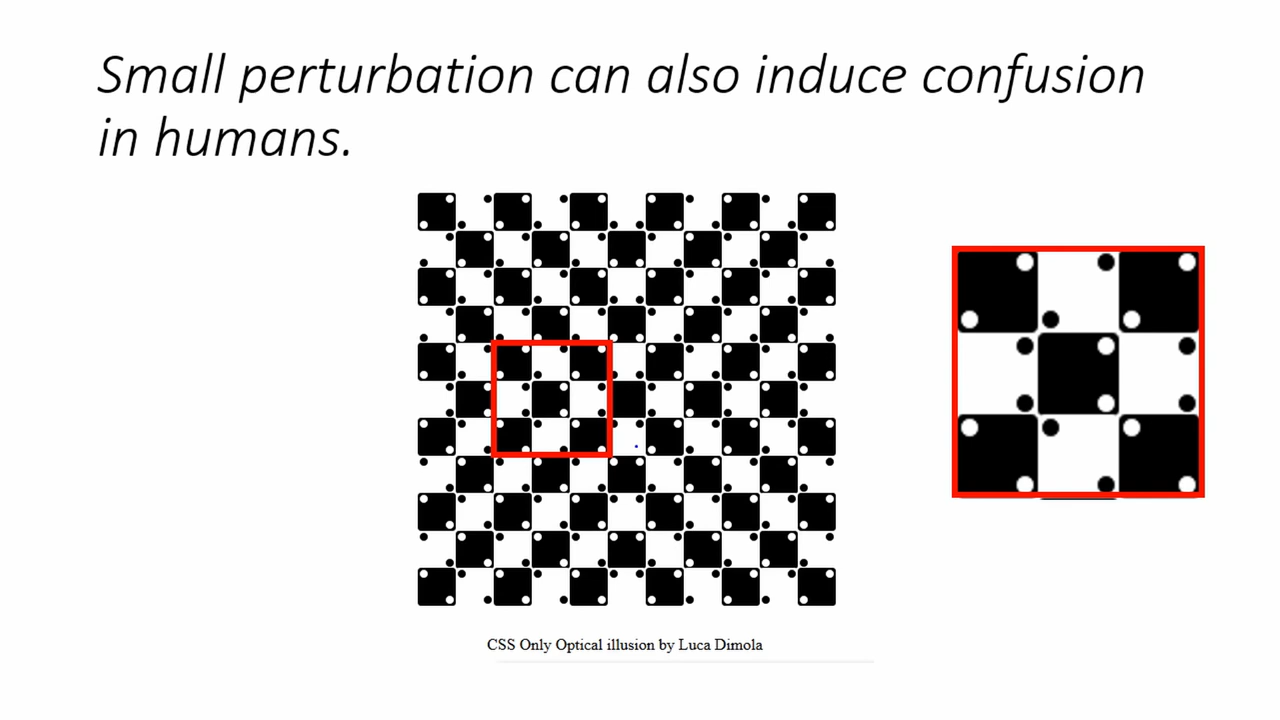 Small perturbation can also induce confusion
in humans.
CSS Only Optical illusion by Luca Dimola